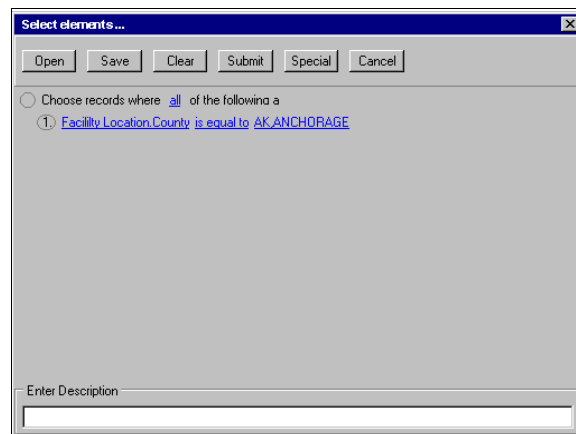 Select elements...
Open Save Clear Submit Special Cancel
Choose records where all of the following a
1. Facililty Location.County is equal to AK,ANCHORAGE
Enter Description